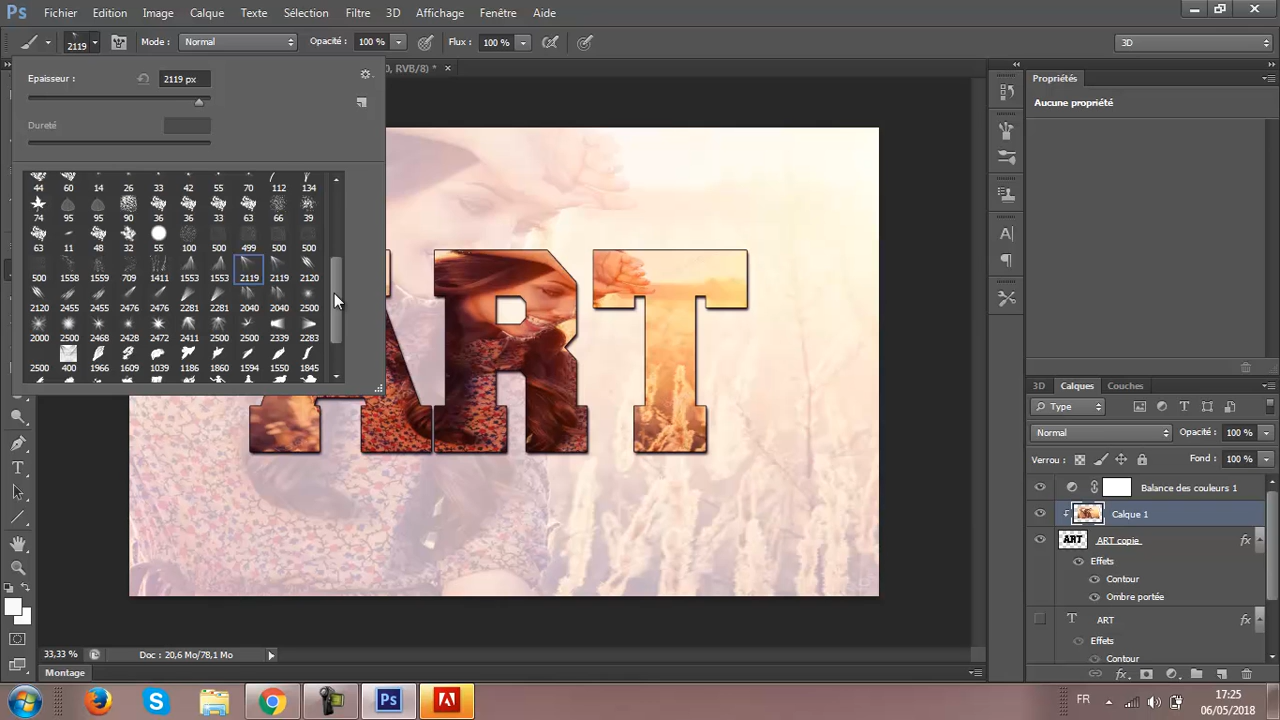 Ps Fichier Edition Image Calque Texte Sélection Filtre 3D Affichage Fenêtre Aide
2119 Mode : Normal Opacité : 100 % Flux : 100 % 3D
0, RVB/8) * ×
Epaisseur : 2119 px
Dureté
44 60 14 26 33 42 55 70 112 134
74 95 95 90 36 36 33 63 66 39
63 11 48 32 55 100 500 499 500 500
500 1558 1559 709 1411 1553 1553 2119 2119 2120
2120 2455 2455 2476 2476 2281 2281 2040 2040 2500
2000 2500 2468 2428 2472 2411 2500 2500 2339 2283
2500 400 1966 1609 1039 1186 1860 1594 1550 1845
ART
Propriétés
Aucune propriété
3D Calques Couches
Type
Normal Opacité : 100 %
Verrou : Fond : 100 %
Balance des couleurs 1
Calque 1
ART ART copie fx
Effets
Contour
Ombre portée
T ART fx
Effets
Contour
33,33 % Doc : 20,6 Mo/78,1 Mo
Montage
FR 17:25
06/05/2018